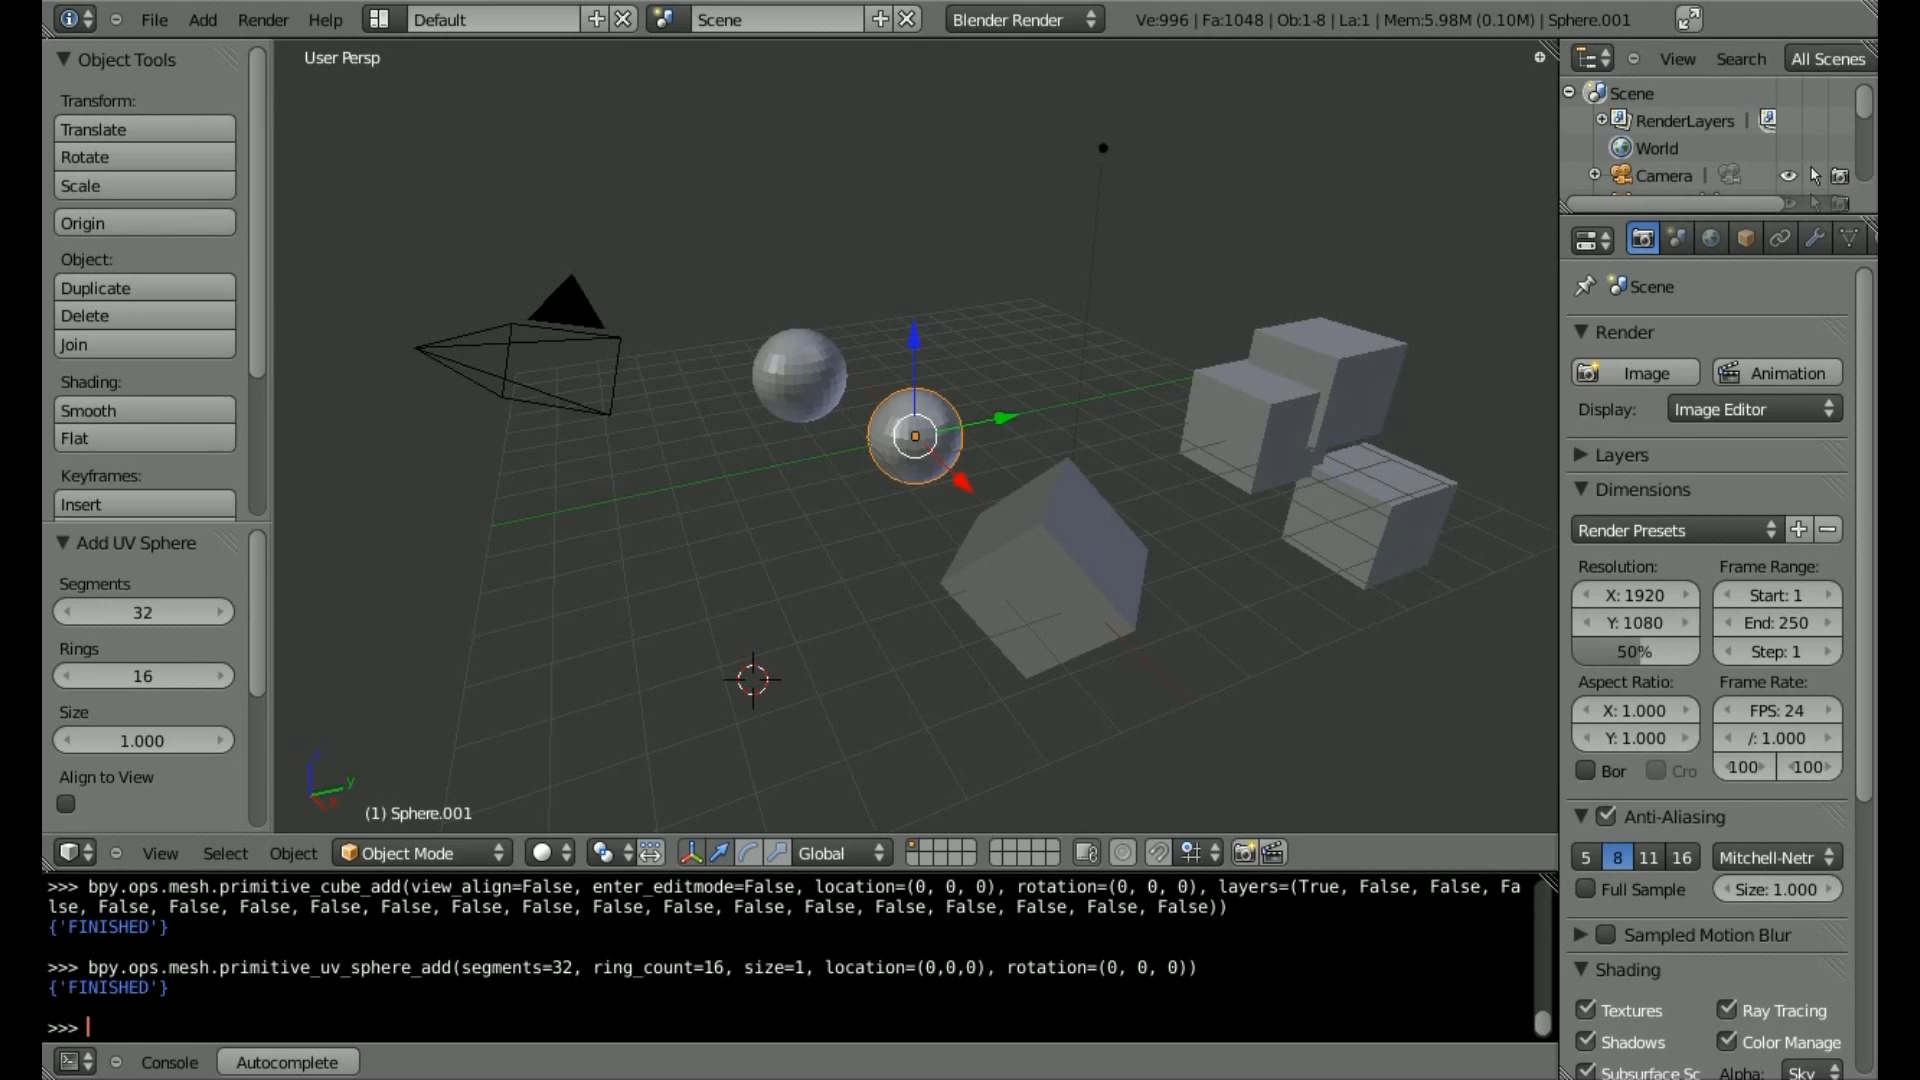 File Add Render Help Default Scene Blender Render Ve:996 | Fa:1048 | Ob:1-8 | La:1 | Mem:5.98M (0.10M) | Sphere.001
Object Tools
Transform:
Translate
Rotate
Scale
Origin
Object:
Duplicate
Delete
Join
Shading:
Smooth
Flat
Keyframes:
Insert
Add UV Sphere
Segments
32
Rings
16
Size
1.000
Align to View
User Persp
z
y
x
(1) Sphere.001
View Select Object Object Mode Global
>>> bpy.ops.mesh.primitive_cube_add(view_align=False, enter_editmode=False, location=(0, 0, 0), rotation=(0, 0, 0), layers=(True, False, False, Fa
lse, False, False, False, False, False, False, False, False, False, False, False, False, False, False, False, False))
{'FINISHED'}
>>> bpy.ops.mesh.primitive_uv_sphere_add(segments=32, ring_count=16, size=1, location=(0,0,0), rotation=(0, 0, 0))
{'FINISHED'}
>>>
Console Autocomplete
View Search All Scenes
Scene
RenderLayers |
World
Camera |
Scene
Render
Image Animation
Display: Image Editor
Layers
Dimensions
Render Presets
Resolution: Frame Range:
X: 1920 Start: 1
Y: 1080 End: 250
50% Step: 1
Aspect Ratio: Frame Rate:
X: 1.000 FPS: 24
Y: 1.000 /: 1.000
Bor Cro 100 100
Anti-Aliasing
5 8 11 16 Mitchell-Netr
Full Sample Size: 1.000
Sampled Motion Blur
Shading
Textures Ray Tracing
Shadows Color Manage
Subsurface Sc Alpha: Sky